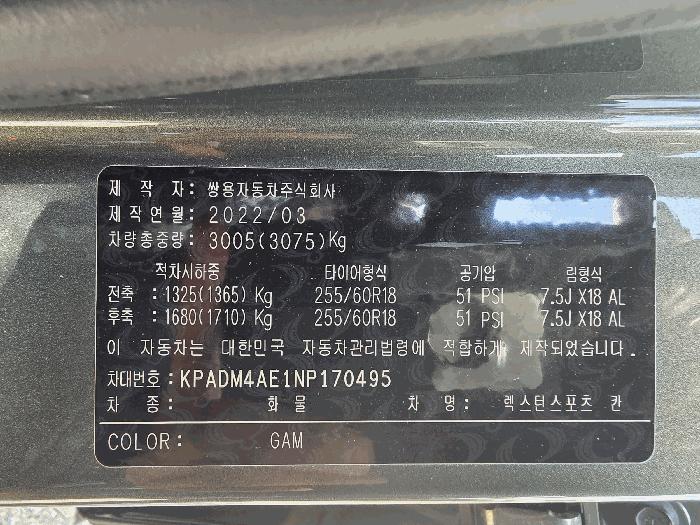 제 작 자: 쌍용자동차주식회사
제작연월: 2022/03
차량총중량: 3005(3075)Kg
적차시하중 타이어형식 공기압 림형식
전축 : 1325(1365) Kg 255/60R18 51 PSI 7.5J X18 AL
후축 : 1680(1710) Kg 255/60R18 51 PSI 7.5J X18 AL
이 자동차는 대한민국 자동차관리법령에 적합하게 제작되었습니다.
차대번호: KPADM4AE1NP170495
차 종: 화 물 차 명: 렉스턴스포츠 칸
COLOR: GAM